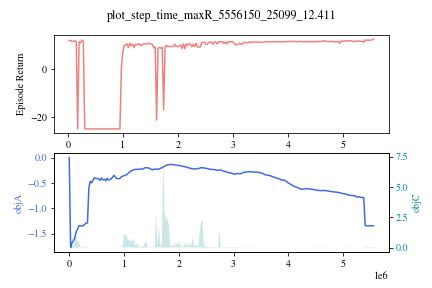 plot_step_time_maxR_5556150_25099_12.411
Episode Return
0
−20
0 1 2 3 4 5
objA
0.0
−0.5
−1.0
−1.5
objC
7.5
5.0
2.5
0.0
0 1 2 3 4 5
1e6